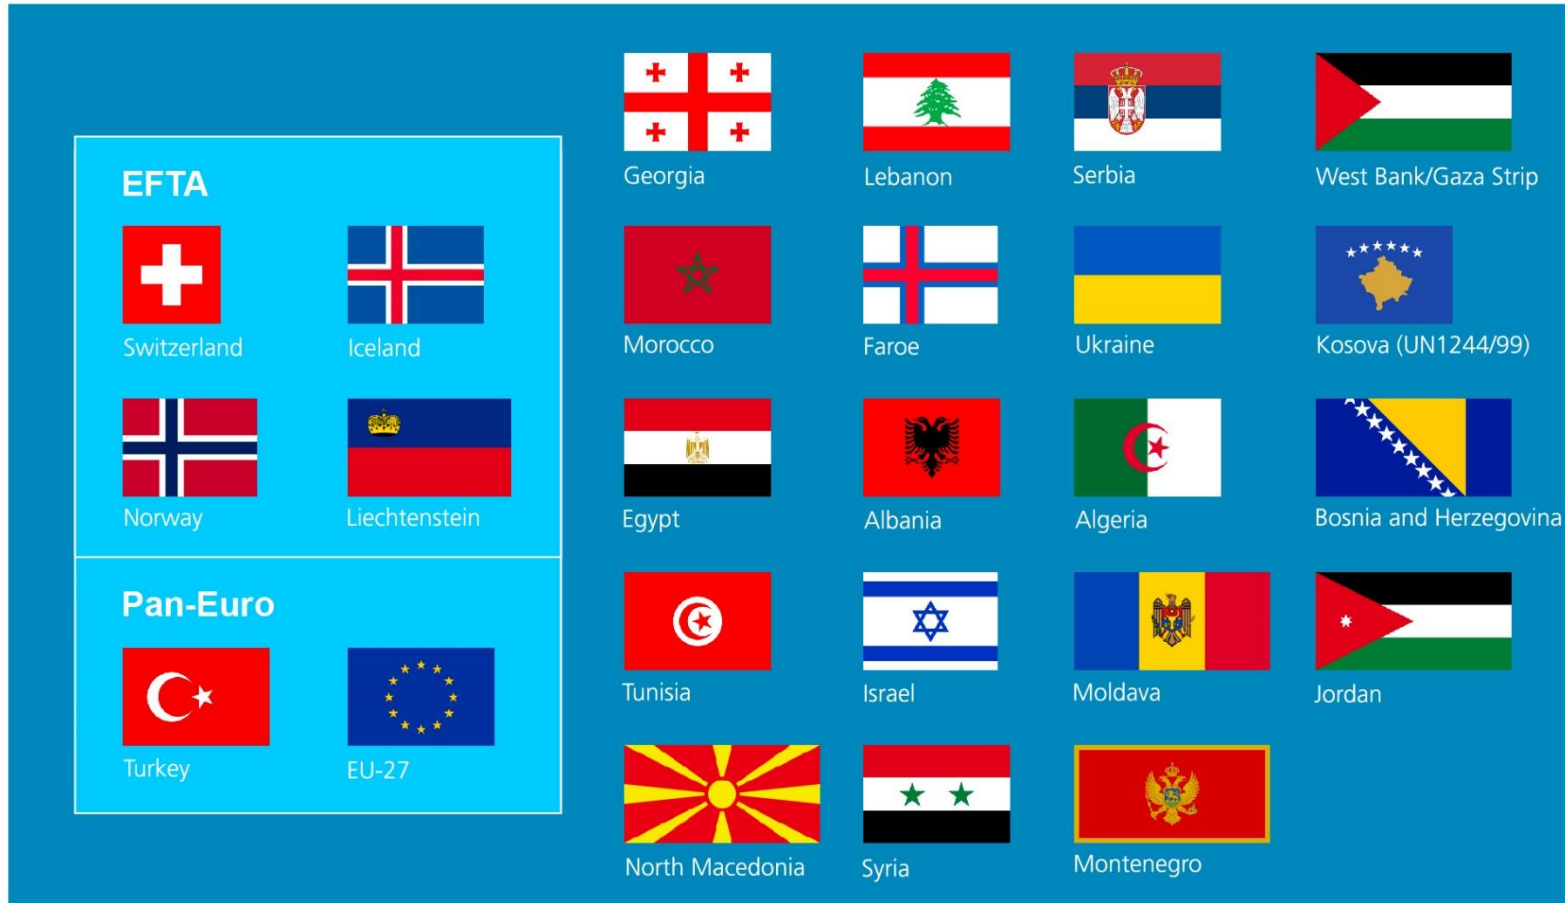 EFTA
Switzerland
Iceland
Norway
Liechtenstein
Pan-Euro
Turkey
EU-27
Georgia
Lebanon
Serbia
West Bank/Gaza Strip
Morocco
Faroe
Ukraine
Kosova (UN1244/99)
Egypt
Albania
Algeria
Bosnia and Herzegovina
Tunisia
Israel
Moldava
Jordan
North Macedonia
Syria
Montenegro